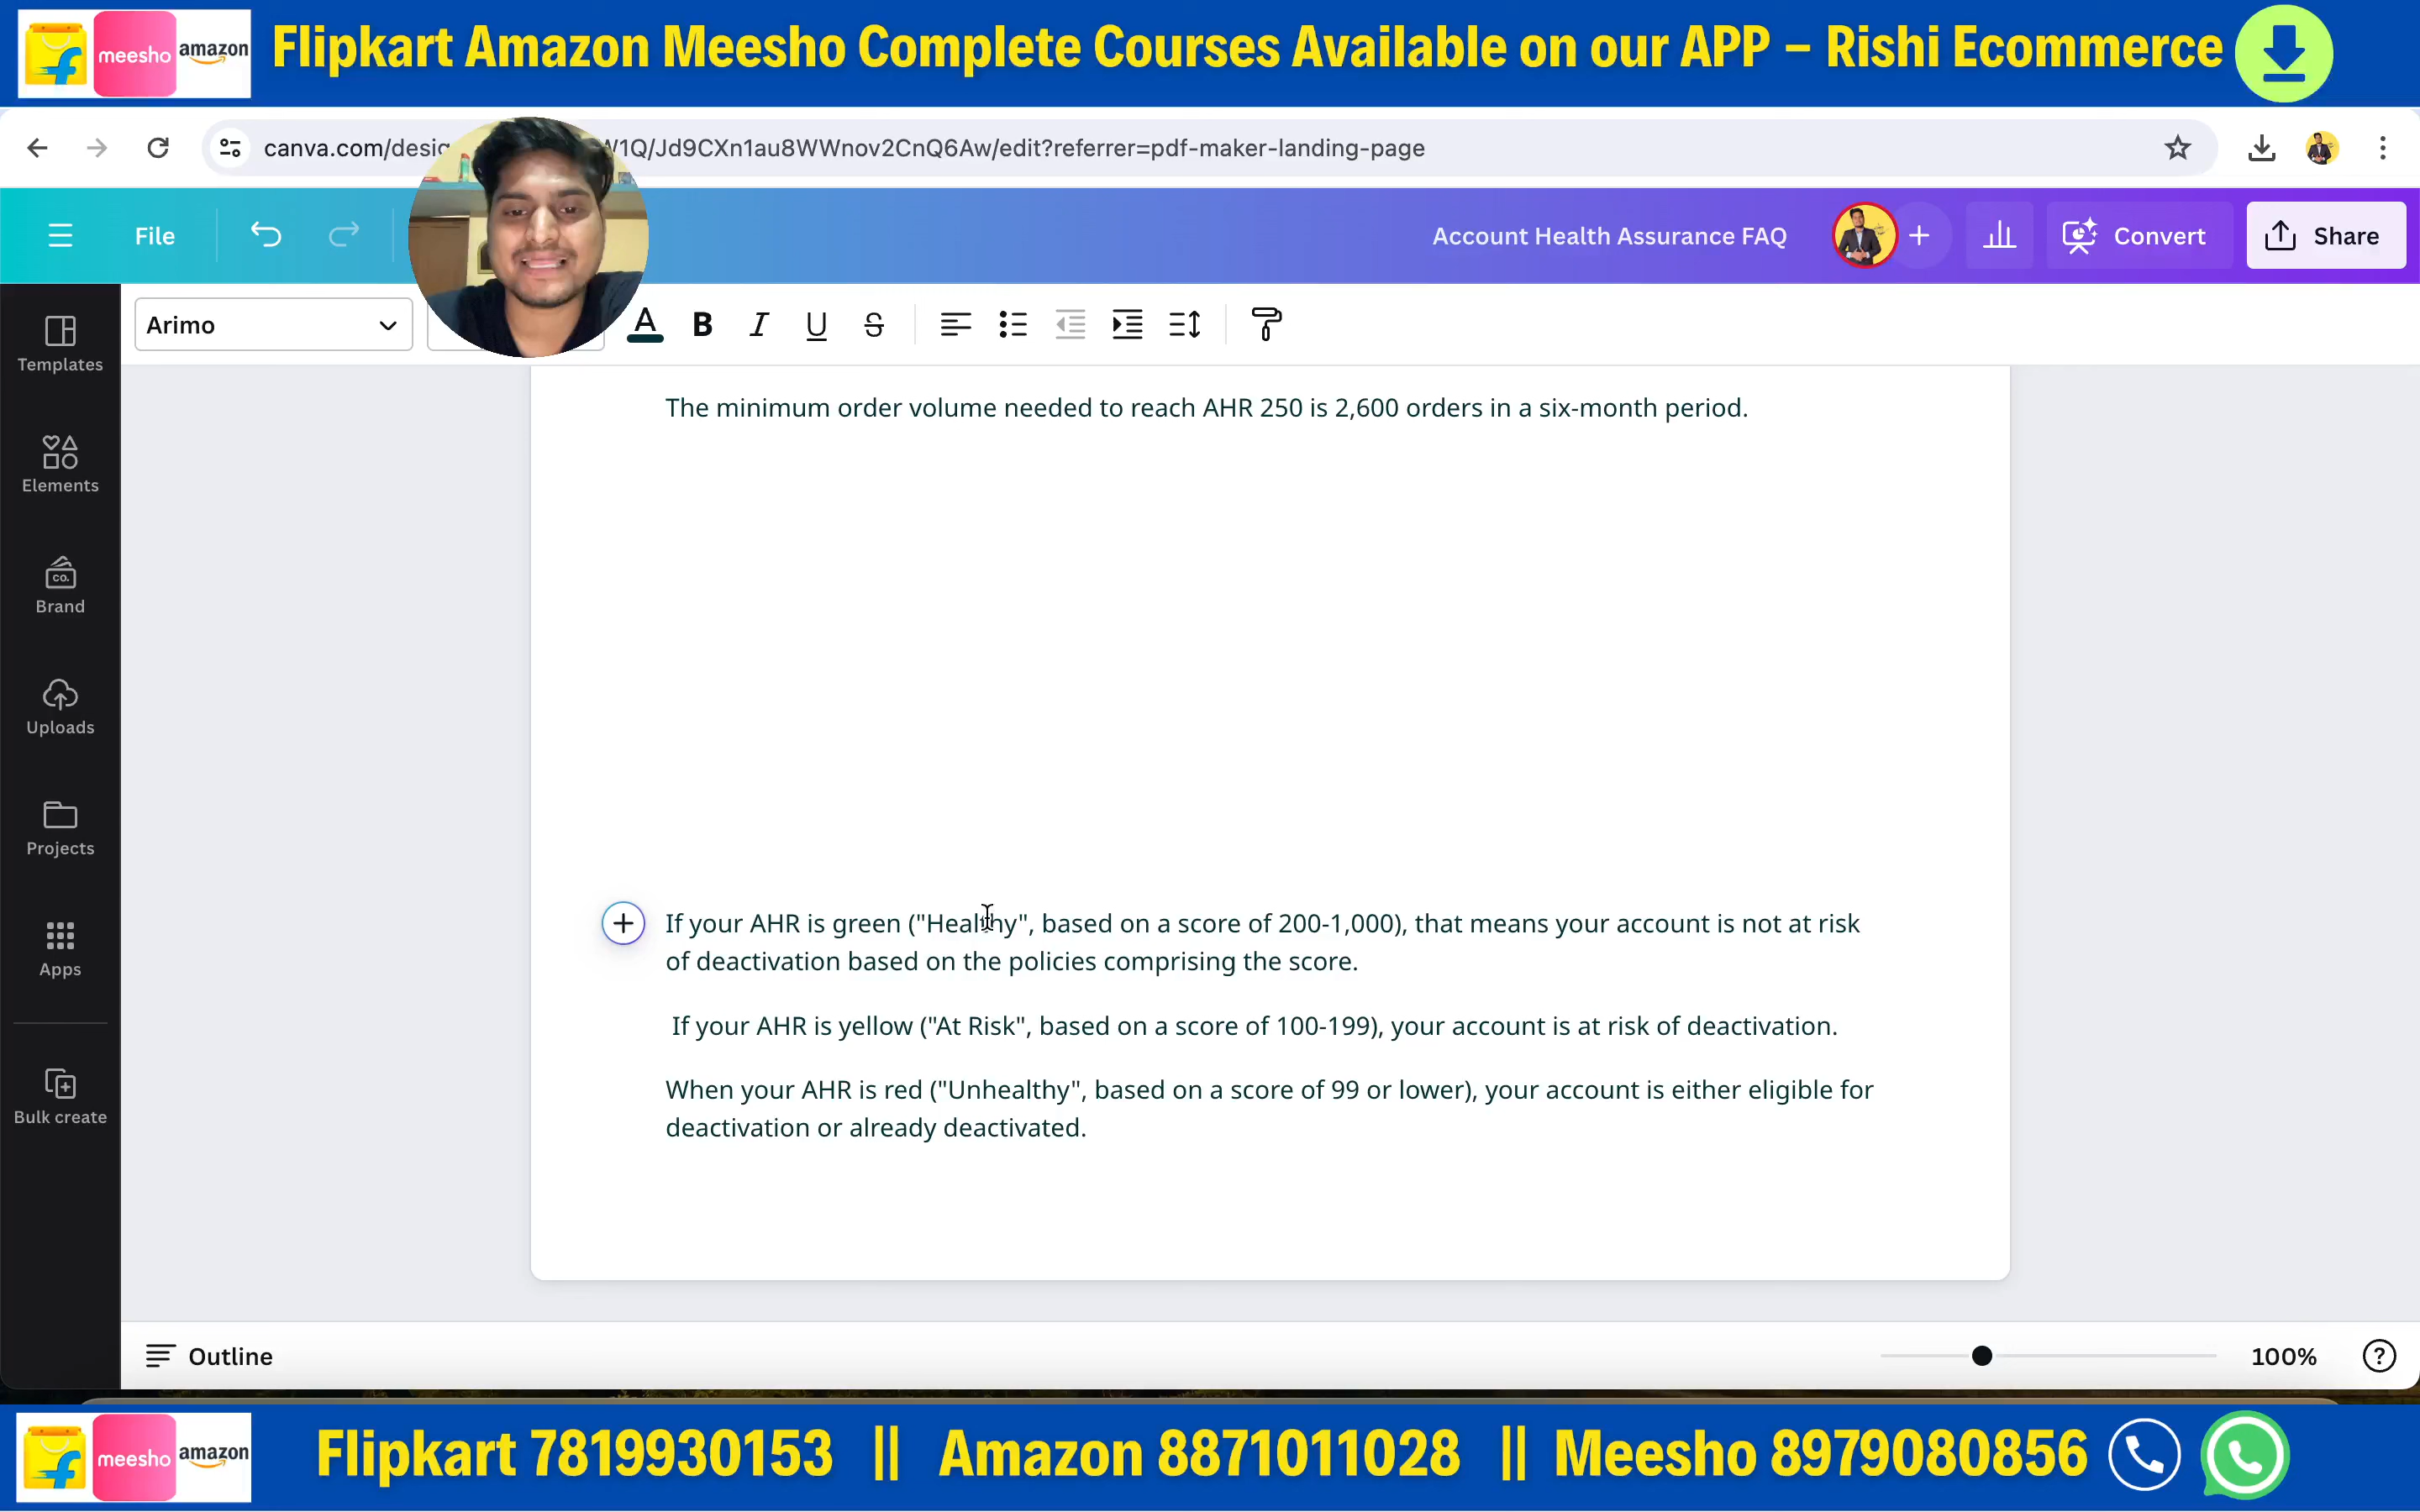 meesho
amazon
Flipkart Amazon Meesho Complete Courses Available on our APP – Rishi Ecommerce
canva.com/desig W1Q/Jd9CXn1au8WWnov2CnQ6Aw/edit?referrer=pdf-maker-landing-page
File
Account Health Assurance FAQ
Convert
Share
Arimo
Templates
Elements
CO.
Brand
Uploads
Projects
Apps
Bulk create
The minimum order volume needed to reach AHR 250 is 2,600 orders in a six-month period.
If your AHR is green ("Healthy", based on a score of 200-1,000), that means your account is not at risk
of deactivation based on the policies comprising the score.
If your AHR is yellow ("At Risk", based on a score of 100-199), your account is at risk of deactivation.
When your AHR is red ("Unhealthy", based on a score of 99 or lower), your account is either eligible for
deactivation or already deactivated.
Outline
100%
meesho
amazon
Flipkart 7819930153 || Amazon 8871011028 || Meesho 8979080856